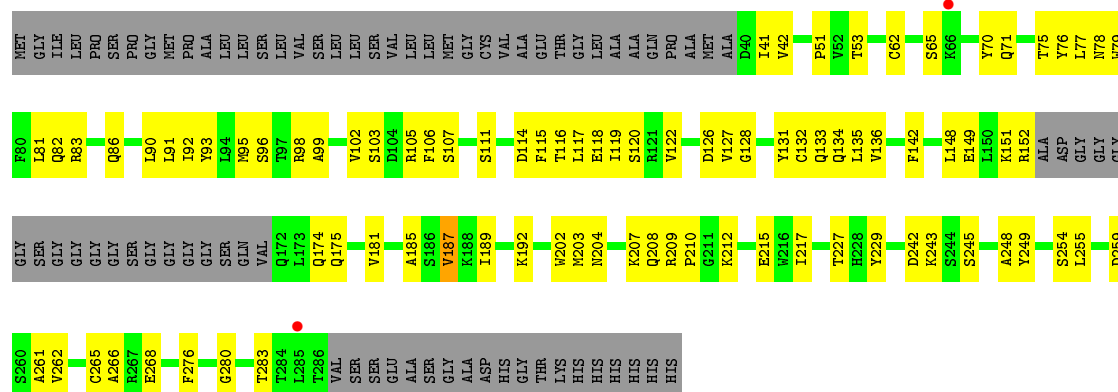 MET GLY ILE LEU PRO SER PRO GLY MET PRO ALA LEU LEU SER LEU VAL SER LEU LEU SER VAL LEU LEU MET GLY CYS VAL ALA GLU THR GLY LEU ALA ALA GLN PRO ALA MET ALA D40 I41 V42 P51 V52 T53 C62 S65 K66 Y70 Q71 T75 Y76 L77 N78 W79
F80 L81 Q82 R83 Q86 L90 L91 I92 Y93 L94 M95 S96 T97 R98 A99 V102 S103 D104 R105 F106 S107 S111 D114 F115 T116 L117 E118 I119 S120 R121 V122 D126 V127 G128 Y131 C132 Q133 Q134 L135 V136 F142 L148 E149 L150 K151 R152 ALA ASP GLY GLY GLY
GLY SER GLY GLY GLY GLY SER GLY GLY GLY GLY SER GLN VAL Q172 L173 Q174 Q175 V181 A185 S186 V187 K188 I189 K192 W202 M203 N204 K207 Q208 R209 P210 G211 K212 E215 W216 I217 T227 H228 Y229 D242 K243 S244 S245 A248 Y249 S254 L255 D259
S260 A261 V262 C265 A266 R267 E268 F276 G280 T283 T284 L285 T286 VAL SER SER GLU ALA SER GLY ALA ASP HIS GLY THR LYS HIS HIS HIS HIS HIS HIS